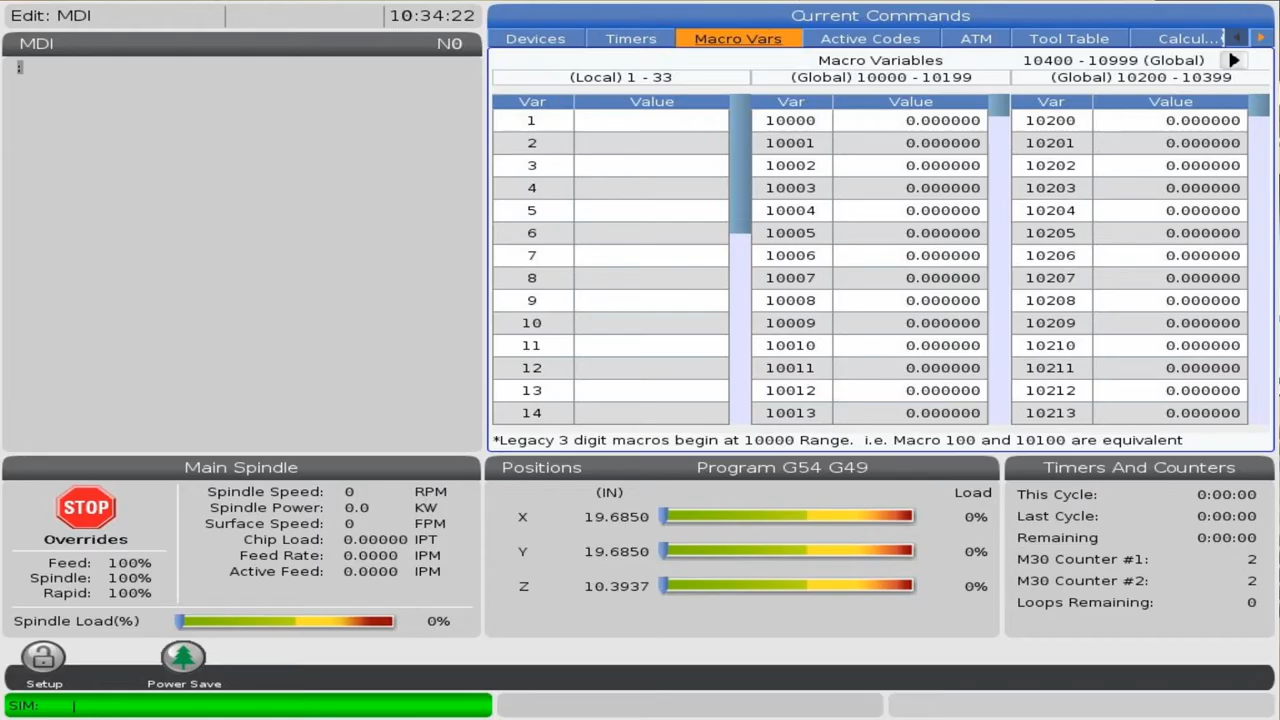 Edit: MDI 10:34:22
MDI N0
;
Current Commands
Devices Timers Macro Vars Active Codes ATM Tool Table Calcul...
Macro Variables 10400 - 10999 (Global)
(Local) 1 - 33 (Global) 10000 - 10199 (Global) 10200 - 10399
Var Value Var Value Var Value
1 10000 0.000000 10200 0.000000
2 10001 0.000000 10201 0.000000
3 10002 0.000000 10202 0.000000
4 10003 0.000000 10203 0.000000
5 10004 0.000000 10204 0.000000
6 10005 0.000000 10205 0.000000
7 10006 0.000000 10206 0.000000
8 10007 0.000000 10207 0.000000
9 10008 0.000000 10208 0.000000
10 10009 0.000000 10209 0.000000
11 10010 0.000000 10210 0.000000
12 10011 0.000000 10211 0.000000
13 10012 0.000000 10212 0.000000
14 10013 0.000000 10213 0.000000
*Legacy 3 digit macros begin at 10000 Range. i.e. Macro 100 and 10100 are equivalent
Main Spindle
STOP
Overrides
Feed: 100%
Spindle: 100%
Rapid: 100%
Spindle Speed: 0 RPM
Spindle Power: 0.0 KW
Surface Speed: 0 FPM
Chip Load: 0.00000 IPT
Feed Rate: 0.0000 IPM
Active Feed: 0.0000 IPM
Spindle Load(%) 0%
Positions Program G54 G49
(IN) Load
X 19.6850 0%
Y 19.6850 0%
Z 10.3937 0%
Timers And Counters
This Cycle: 0:00:00
Last Cycle: 0:00:00
Remaining 0:00:00
M30 Counter #1: 2
M30 Counter #2: 2
Loops Remaining: 0
Setup Power Save
SIM: